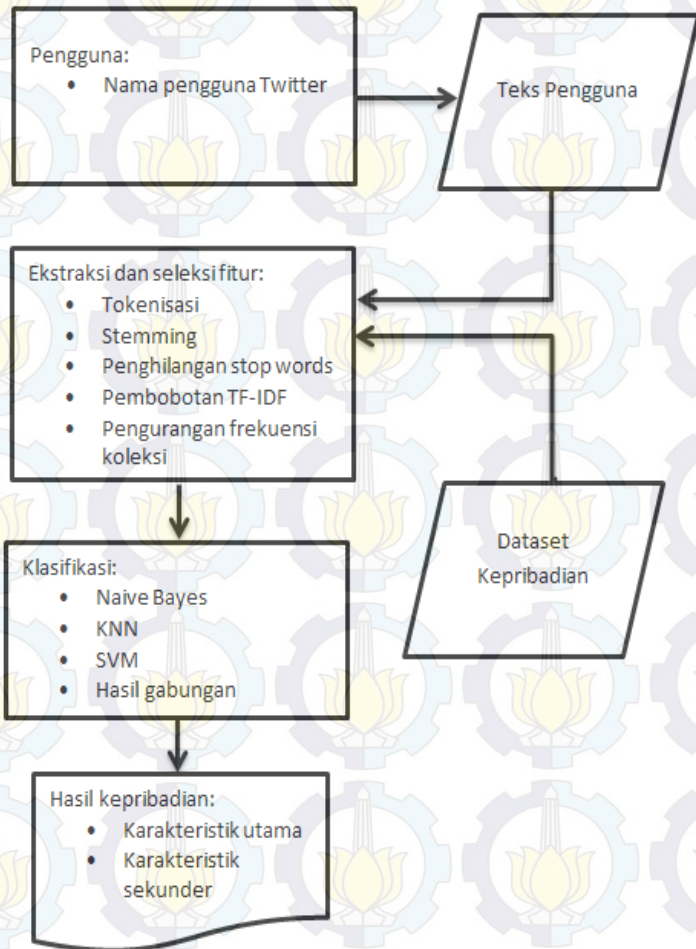 Pengguna:
• Nama pengguna Twitter
Teks Pengguna
Ekstraksi dan seleksi fitur:
• Tokenisasi
• Stemming
• Penghilangan stop words
• Pembobotan TF-IDF
• Pengurangan frekuensi
koleksi
Dataset
Kepribadian
Klasifikasi:
• Naive Bayes
• KNN
• SVM
• Hasil gabungan
Hasil kepribadian:
• Karakteristik utama
• Karakteristik
sekunder